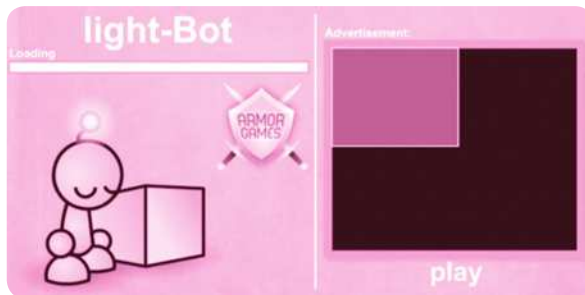 light-Bot
Loading
ARMOR
GAMES
Advertisement:
play